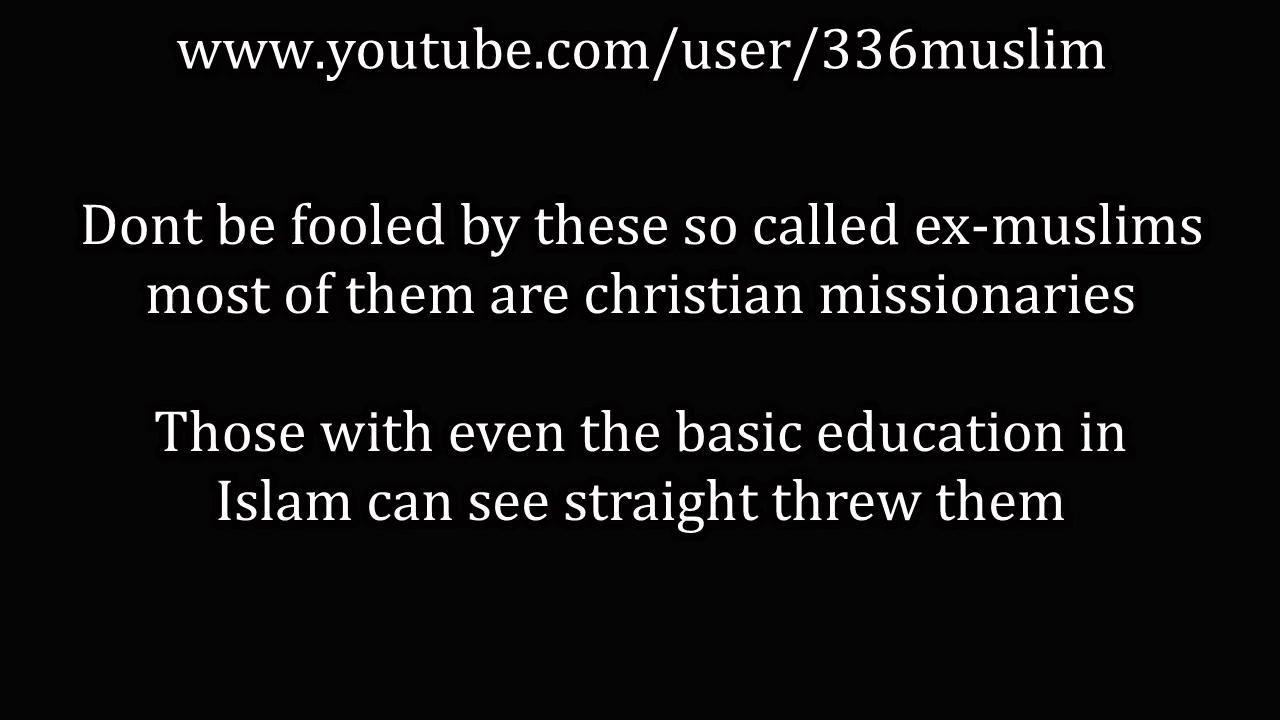 www.youtube.com/user/336muslim
Dont be fooled by these so called ex-muslims
most of them are christian missionaries
Those with even the basic education in
Islam can see straight threw them